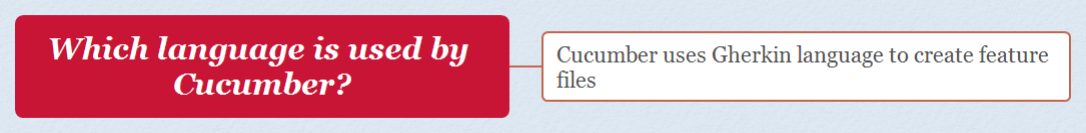 Which language is used by
Cucumber?
Cucumber uses Gherkin language to create feature
files